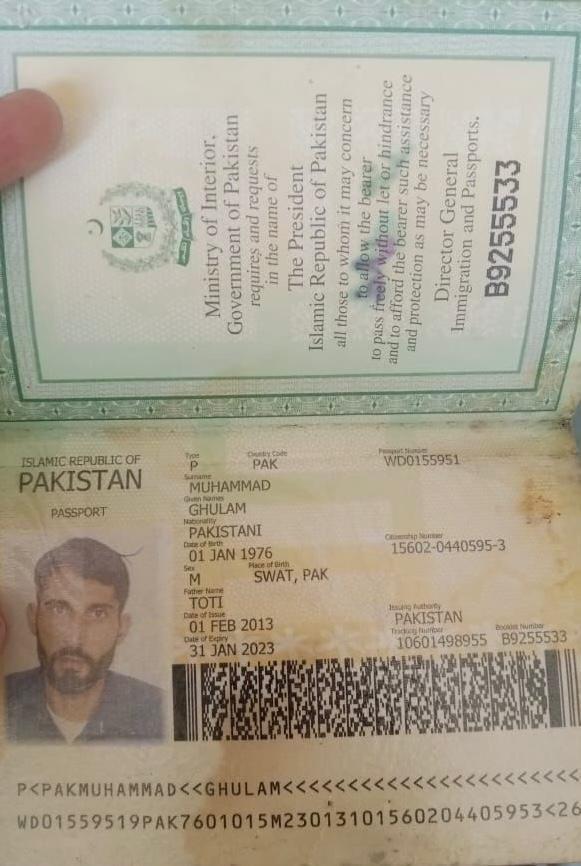 Ministry of Interior,
Government of Pakistan
requires and requests
in the name of
The President
Islamic Republic of Pakistan
all those to whom it may concern
to allow the bearer
to pass freely without let or hindrance
and to afford the bearer such assistance
and protection as may be necessary
Director General
Immigration and Passports.
B9255533
ISLAMIC REPUBLIC OF
PAKISTAN
PASSPORT
Type Country Code Passport Number
P PAK WD0155951
Surname
MUHAMMAD
Given Names
GHULAM
Nationality
PAKISTANI
Date of Birth Citizenship Number
01 JAN 1976 15602-0440595-3
Sex Place of Birth
M SWAT, PAK
Father Name
TOTI
Date of Issue Issuing Authority
01 FEB 2013 PAKISTAN
Date of Expiry Tracking Number Booklet Number
31 JAN 2023 10601498955 B9255533
P<PAKMUHAMMAD<<GHULAM<<<<<<<<<<<<<<<<<<<
WD01559519PAK7601015M23013101560204405953<26